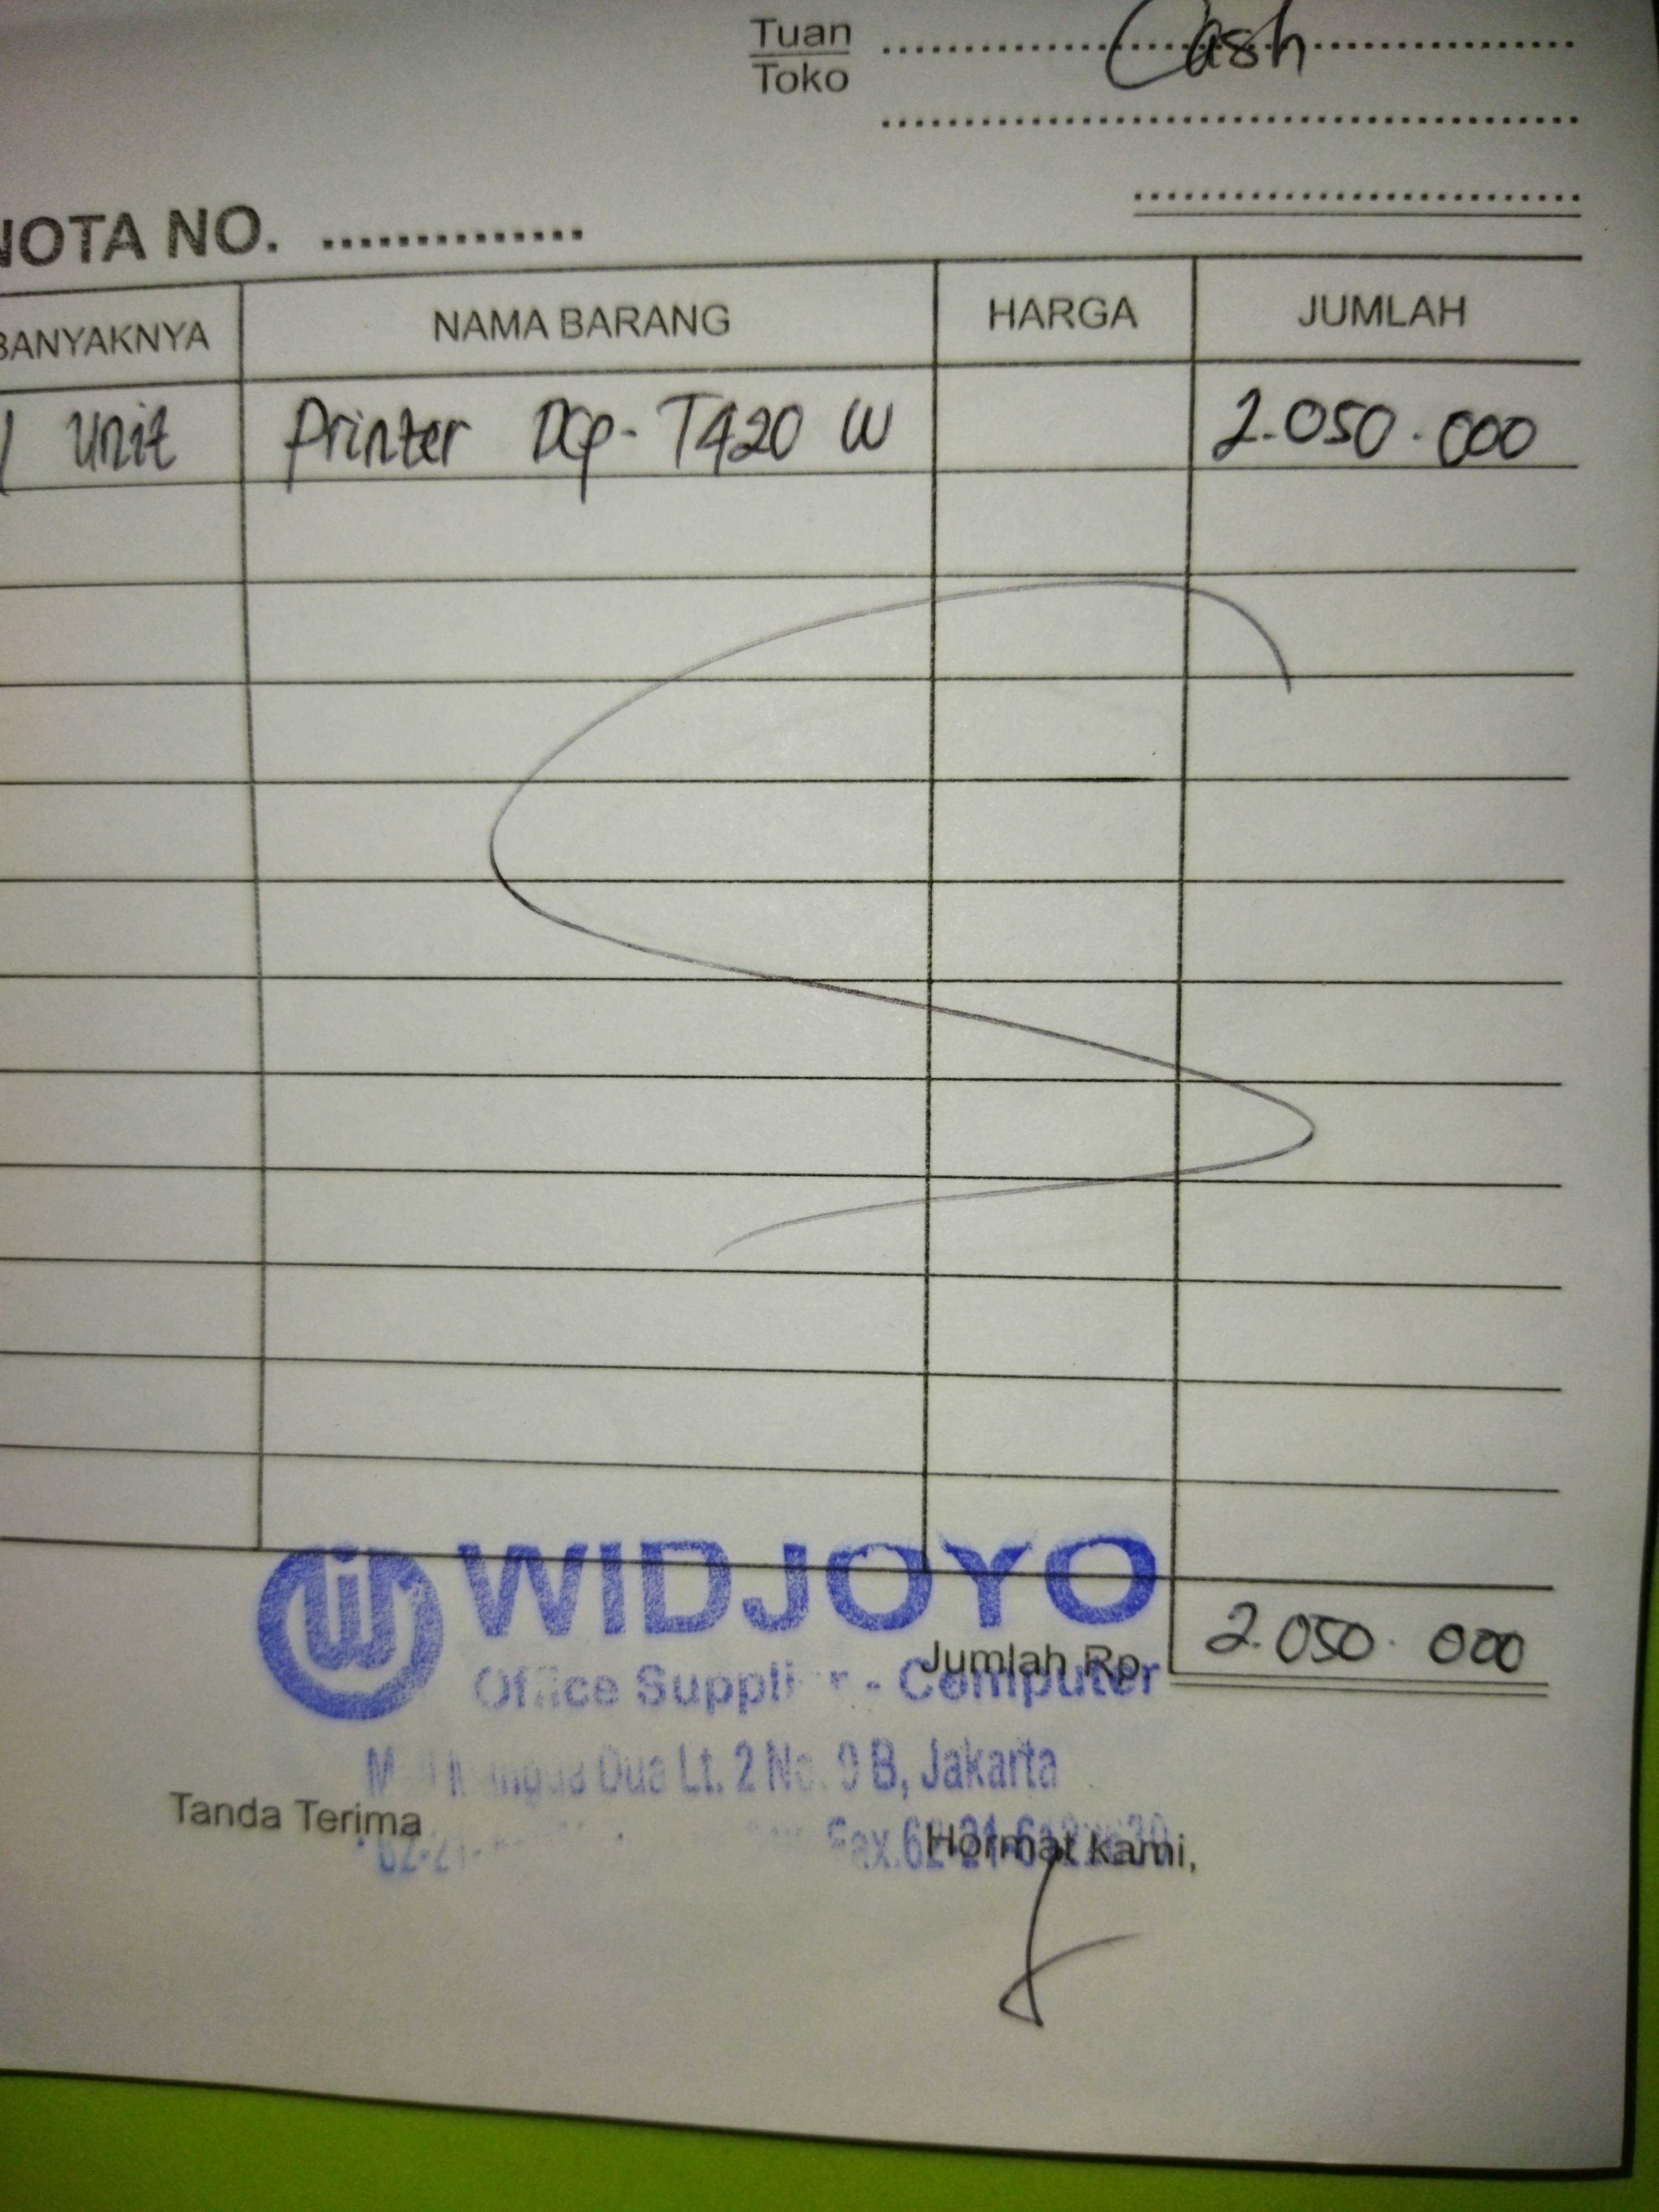 Tuan
Cash
Toko
NOTA NO.
BANYAKNYA NAMA BARANG HARGA JUMLAH
1 Unit Printer DCP-T420 W 2.050.000
WIDJOYO
Jumlah Rp. 2.050.000
Office Supplier - Computer
Dua Lt. 2 No. 9 B, Jakarta
Tanda Terima
Hormat Kami,